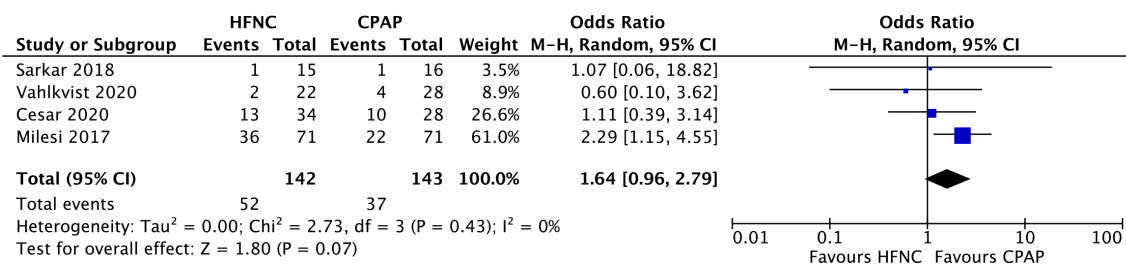 HFNC CPAP Odds Ratio Odds Ratio
Study or Subgroup Events Total Events Total Weight M-H, Random, 95% CI M-H, Random, 95% CI
Sarkar 2018 1 15 1 16 3.5% 1.07 [0.06, 18.82]
Vahlkvist 2020 2 22 4 28 8.9% 0.60 [0.10, 3.62]
Cesar 2020 13 34 10 28 26.6% 1.11 [0.39, 3.14]
Milesi 2017 36 71 22 71 61.0% 2.29 [1.15, 4.55]
Total (95% CI) 142 143 100.0% 1.64 [0.96, 2.79]
Total events 52 37
Heterogeneity: Tau² = 0.00; Chi² = 2.73, df = 3 (P = 0.43); I² = 0%
Test for overall effect: Z = 1.80 (P = 0.07)
0.01 0.1 1 10 100
Favours HFNC Favours CPAP